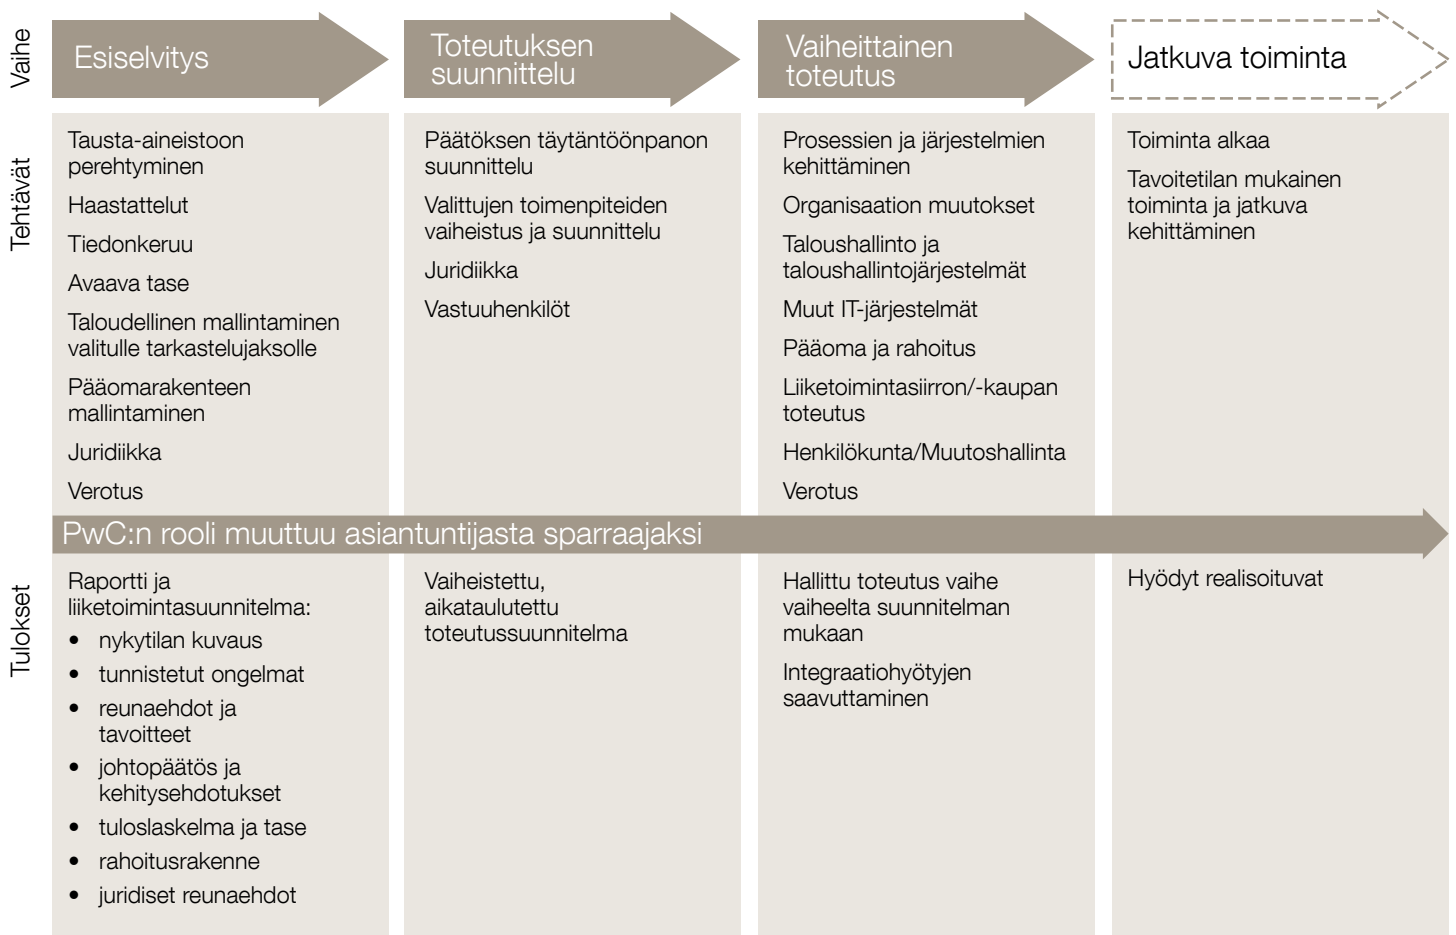 Vaihe
Esiselvitys
Toteutuksen
suunnittelu
Vaiheittainen
toteutus
Jatkuva toiminta
Tehtävät
Tausta-aineistoon
perehtyminen
Haastattelut
Tiedonkeruu
Avaava tase
Taloudellinen mallintaminen
valitulle tarkastelujaksolle
Pääomarakenteen
mallintaminen
Juridiikka
Verotus
Päätöksen täytäntöönpanon
suunnittelu
Valittujen toimenpiteiden
vaiheistus ja suunnittelu
Juridiikka
Vastuuhenkilöt
Prosessien ja järjestelmien
kehittäminen
Organisaation muutokset
Taloushallinto ja
taloushallintojärjestelmät
Muut IT-järjestelmät
Pääoma ja rahoitus
Liiketoimintasiirron/-kaupan
toteutus
Henkilökunta/Muutoshallinta
Verotus
Toiminta alkaa
Tavoitetilan mukainen
toiminta ja jatkuva
kehittäminen
PwC:n rooli muuttuu asiantuntijasta sparraajaksi
Tulokset
Raportti ja
liiketoimintasuunnitelma:
• nykytilan kuvaus
• tunnistetut ongelmat
• reunaehdot ja
tavoitteet
• johtopäätös ja
kehitysehdotukset
• tuloslaskelma ja tase
• rahoitusrakenne
• juridiset reunaehdot
Vaiheistettu,
aikataulutettu
toteutussuunnitelma
Hallittu toteutus vaihe
vaiheelta suunnitelman
mukaan
Integraatiohyötyjen
saavuttaminen
Hyödyt realisoituvat